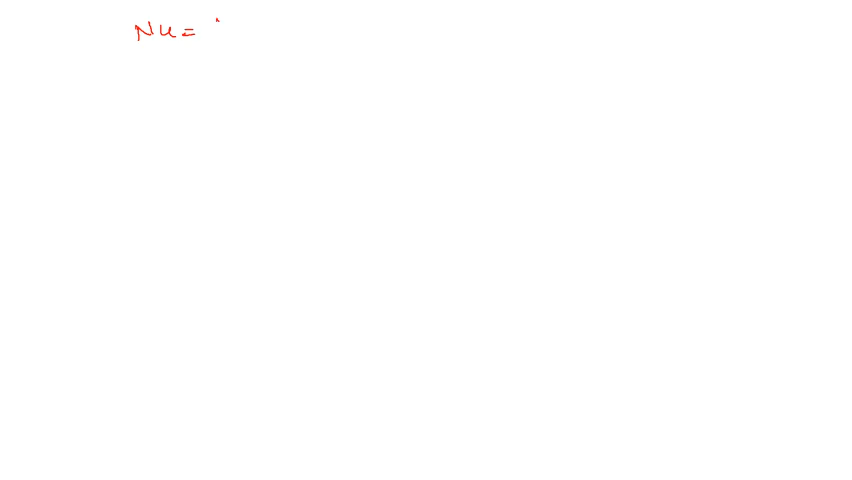 Nu =